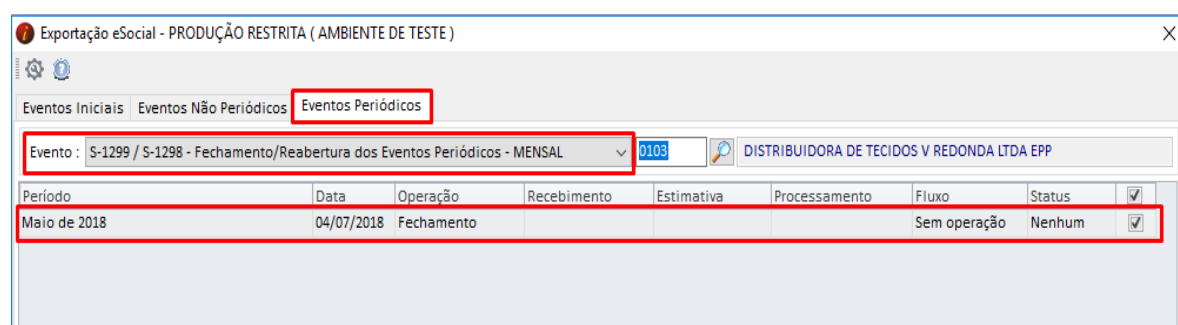 Exportação eSocial - PRODUÇÃO RESTRITA ( AMBIENTE DE TESTE )
Eventos Iniciais Eventos Não Periódicos Eventos Periódicos
Evento : S-1299 / S-1298 - Fechamento/Reabertura dos Eventos Periódicos - MENSAL 0103 DISTRIBUIDORA DE TECIDOS V REDONDA LTDA EPP
Período Data Operação Recebimento Estimativa Processamento Fluxo Status
Maio de 2018 04/07/2018 Fechamento Sem operação Nenhum